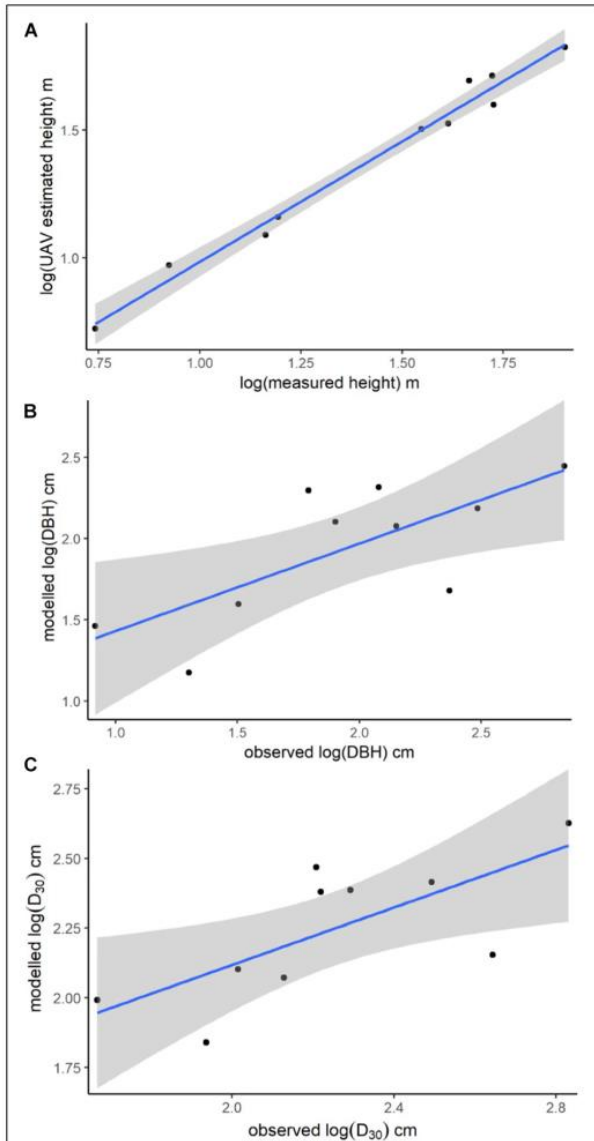 A
log(UAV estimated height) m
1.5
1.0
0.75
1.00
1.25
1.50
1.75
log(measured height) m
B
modelled log(DBH) cm
2.5
2.0
1.5
1.0
1.0
1.5
2.0
2.5
observed log(DBH) cm
C
modelled log(D₃₀) cm
2.75
2.50
2.25
2.00
1.75
2.0
2.4
2.8
observed log(D₃₀) cm